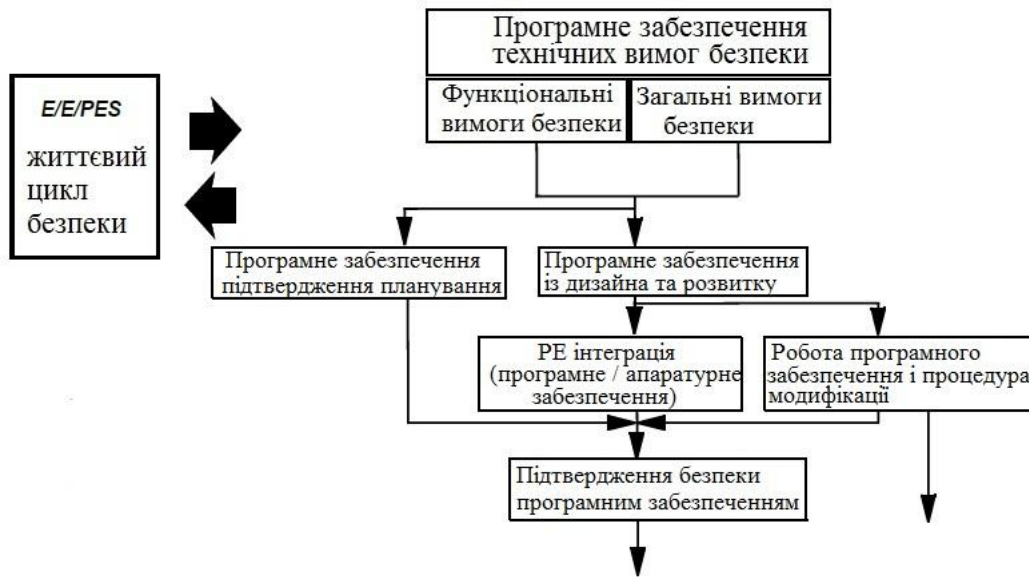 Програмне забезпечення
технічних вимог безпеки
Функціональні
вимоги безпеки
Загальні вимоги
безпеки
E/E/PES
життєвий
цикл
безпеки
Програмне забезпечення
підтвердження планування
Програмне забезпечення
із дизайна та розвитку
РЕ інтеграція
(програмне / апаратурне
забезпечення)
Робота програмного
забезпечення і процедура
модифікації
Підтвердження безпеки
програмним забезпеченням